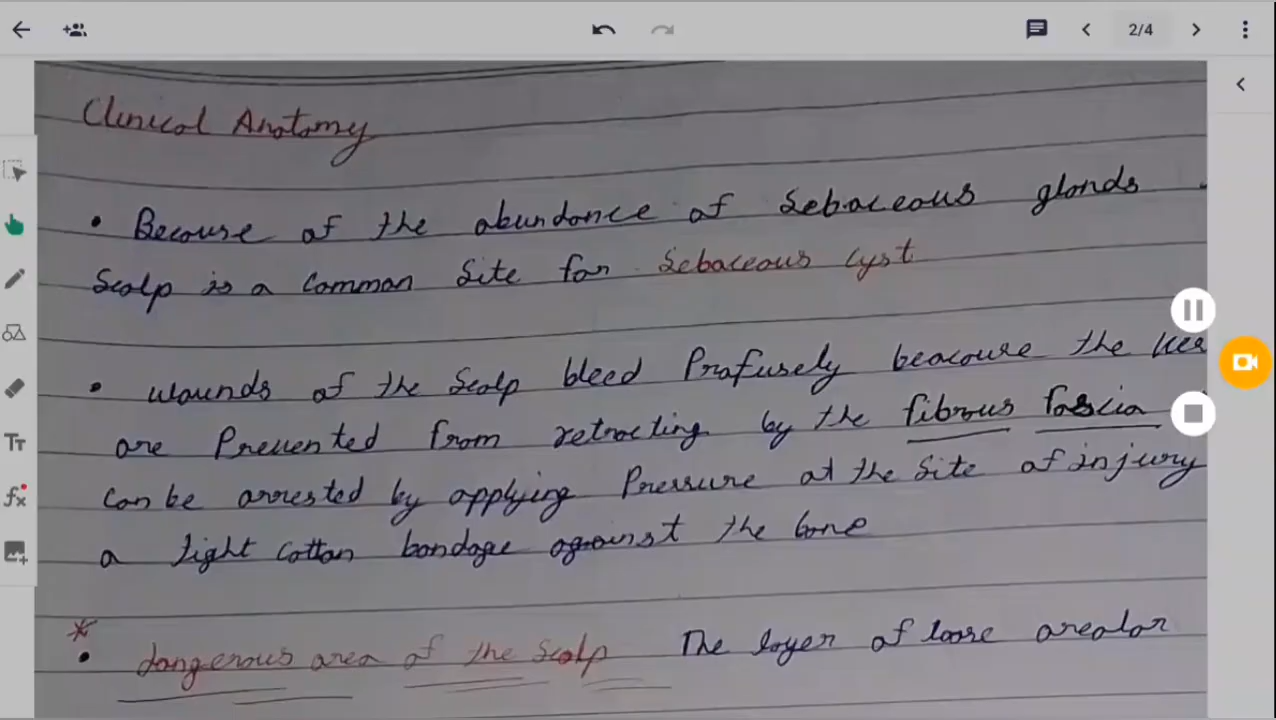 2/4
Clinical Anatomy
• Because of the abundance of sebaceous glands
Scalp is a common site for sebaceous cyst
• wounds of the scalp bleed Profusely beacouse the
are Prevented from retracting by the fibrous fascia
can be arrested by applying Pressure at the site of injury
a tight cotton bandage against the bone
* • dangerous area of the scalp The layer of loose areolar
Tт
fx